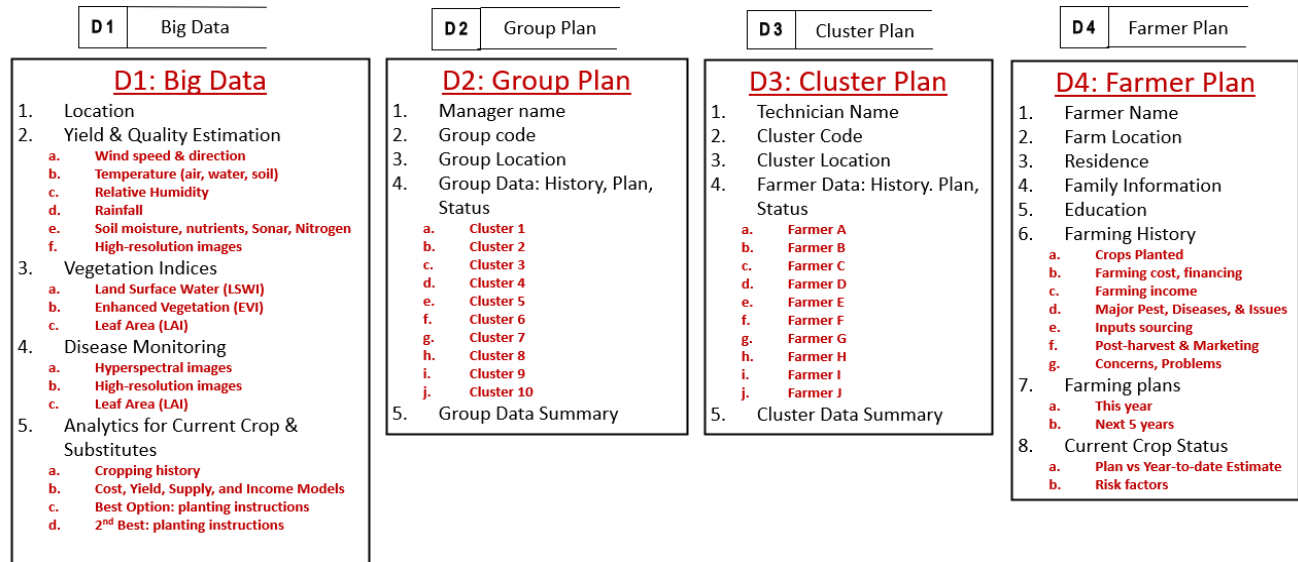 D1 Big Data
D2 Group Plan
D3 Cluster Plan
D4 Farmer Plan
D1: Big Data
1. Location
2. Yield & Quality Estimation
a. Wind speed & direction
b. Temperature (air, water, soil)
c. Relative Humidity
d. Rainfall
e. Soil moisture, nutrients, Sonar, Nitrogen
f. High-resolution images
3. Vegetation Indices
a. Land Surface Water (LSWI)
b. Enhanced Vegetation (EVI)
c. Leaf Area (LAI)
4. Disease Monitoring
a. Hyperspectral images
b. High-resolution images
c. Leaf Area (LAI)
5. Analytics for Current Crop &
Substitutes
a. Cropping history
b. Cost, Yield, Supply, and Income Models
c. Best Option: planting instructions
d. 2nd Best: planting instructions
D2: Group Plan
1. Manager name
2. Group code
3. Group Location
4. Group Data: History, Plan,
Status
a. Cluster 1
b. Cluster 2
c. Cluster 3
d. Cluster 4
e. Cluster 5
f. Cluster 6
g. Cluster 7
h. Cluster 8
i. Cluster 9
j. Cluster 10
5. Group Data Summary
D3: Cluster Plan
1. Technician Name
2. Cluster Code
3. Cluster Location
4. Farmer Data: History. Plan,
Status
a. Farmer A
b. Farmer B
c. Farmer C
d. Farmer D
e. Farmer E
f. Farmer F
g. Farmer G
h. Farmer H
i. Farmer I
j. Farmer J
5. Cluster Data Summary
D4: Farmer Plan
1. Farmer Name
2. Farm Location
3. Residence
4. Family Information
5. Education
6. Farming History
a. Crops Planted
b. Farming cost, financing
c. Farming income
d. Major Pest, Diseases, & Issues
e. Inputs sourcing
f. Post-harvest & Marketing
g. Concerns, Problems
7. Farming plans
a. This year
b. Next 5 years
8. Current Crop Status
a. Plan vs Year-to-date Estimate
b. Risk factors